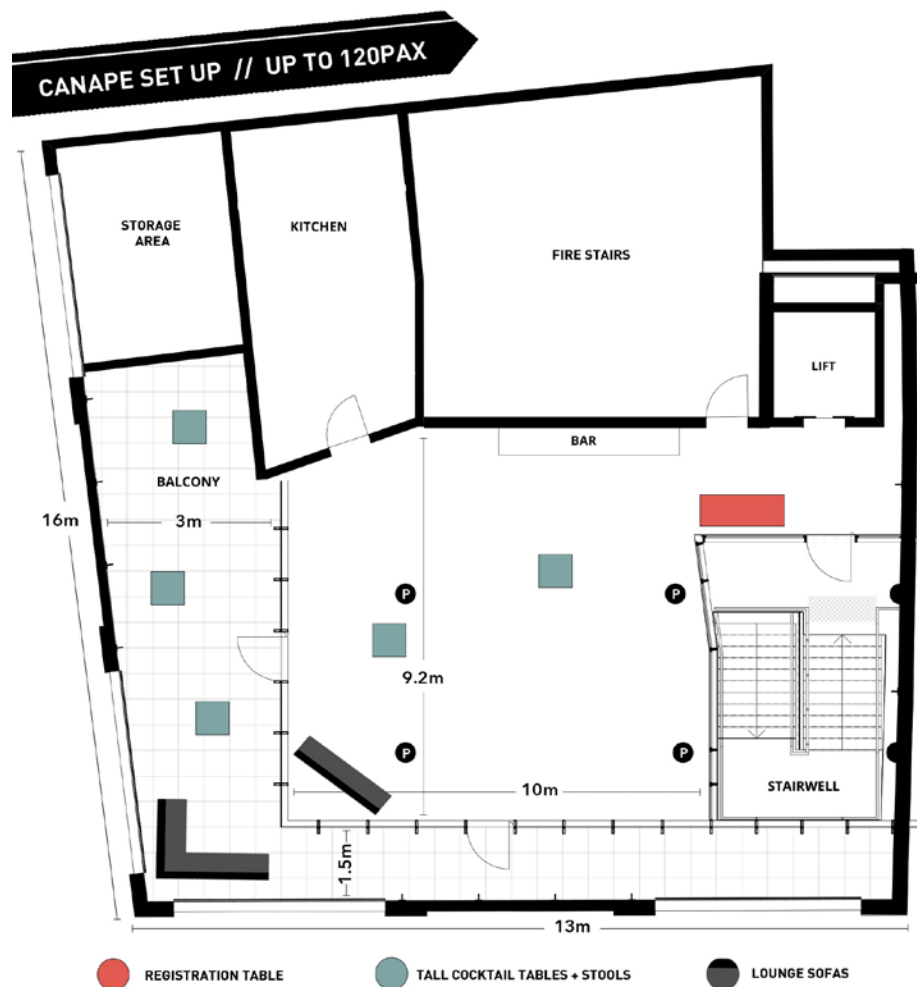 CANAPE SET UP // UP TO 120PAX
STORAGE
AREA
KITCHEN
FIRE STAIRS
LIFT
BAR
BALCONY
16m
3m
P
P
9.2m
P
P
10m
STAIRWELL
1.5m
13m
REGISTRATION TABLE
TALL COCKTAIL TABLES + STOOLS
LOUNGE SOFAS